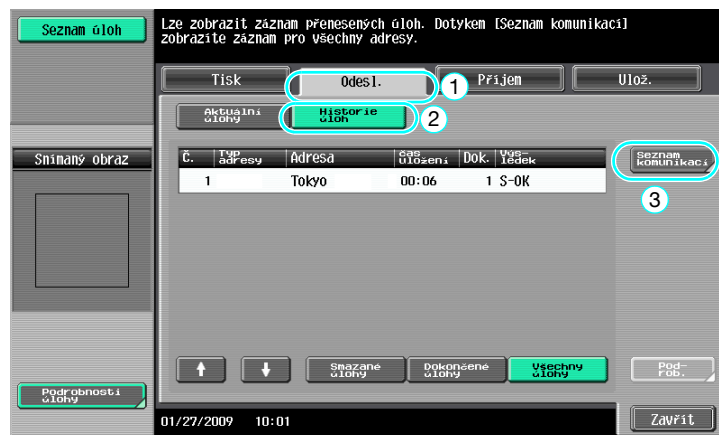 Seznam úloh
Lze zobrazit záznam přenesených úloh. Dotykem [Seznam komunikací]
zobrazíte záznam pro všechny adresy.
Tisk
Odesl.
Příjem
Ulož.
1
Aktuální
úlohy
Historie
úloh
2
Snímaný obraz
Č.
Typ
adresy
Adresa
čas
uložení
Dok.
Výs-
ledek
Seznam
komunikací
1 Tokyo 00:06 1 S-OK
3
Smazané
úlohy
Dokončené
úlohy
Všechny
úlohy
Pod-
rob.
Podrobnosti
úlohy
01/27/2009 10:01
Zavřít